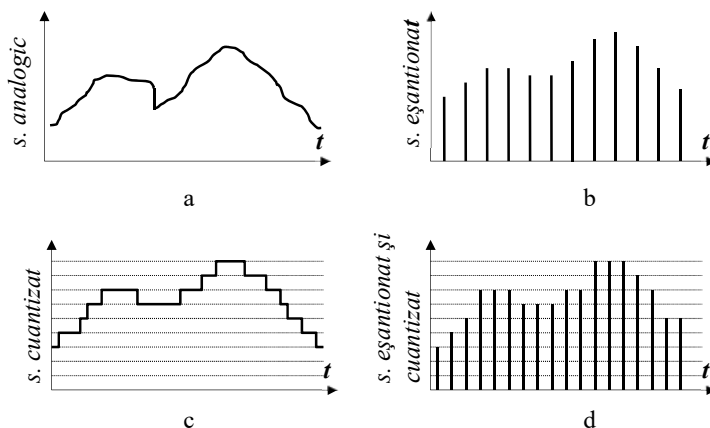 s. analogic
t
a
s. eşantionat
t
b
s. cuantizat
t
c
s. eşantionat şi
cuantizat
t
d